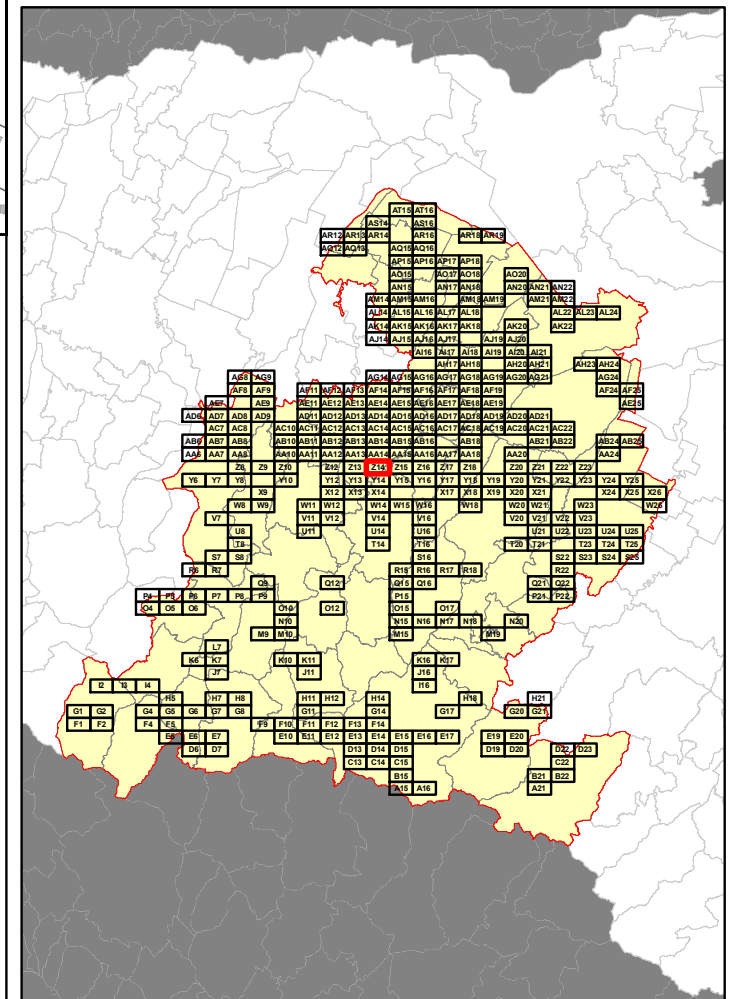 AT15 AT16
AS14 AS16
AR12 AR13 AR14 AR16 AR18 AR19
AQ12 AQ13 AQ15 AQ16
AP15 AP16 AP17 AP18
AO15 AO17 AO18 AO20
AN15 AN17 AN18 AN20 AN21 AN22
AM14 AM15 AM16 AM18 AM19 AM21 AM22
AL14 AL15 AL16 AL17 AL18 AL22 AL23 AL24
AK14 AK15 AK16 AK17 AK18 AK20 AK22
AJ14 AJ15 AJ16 AJ17 AJ19 AJ20
AI16 AI17 AI18 AI19 AI20 AI21
AH17 AH18 AH20 AH21 AH23 AH24
AG8 AG9 AG14 AG15 AG16 AG17 AG18 AG19 AG20 AG21 AG24
AF8 AF9 AF11 AF12 AF13 AF14 AF15 AF16 AF17 AF18 AF19 AF24 AF25
AE7 AE9 AE11 AE12 AE13 AE14 AE15 AE16 AE17 AE18 AE19 AE25
AD6 AD7 AD8 AD9 AD11 AD12 AD13 AD14 AD15 AD16 AD17 AD18 AD19 AD20 AD21
AC7 AC8 AC10 AC11 AC12 AC13 AC14 AC15 AC16 AC17 AC18 AC19 AC20 AC21 AC22
AB6 AB7 AB8 AB10 AB11 AB12 AB13 AB14 AB15 AB16 AB17 AB18 AB21 AB22 AB24 AB25
AA6 AA7 AA8 AA10 AA11 AA12 AA13 AA14 AA15 AA16 AA17 AA18 AA20 AA24
Z8 Z9 Z10 Z12 Z13 Z14 Z15 Z16 Z17 Z18 Z20 Z21 Z22 Z23
Y6 Y7 Y8 Y10 Y12 Y13 Y14 Y15 Y16 Y17 Y18 Y19 Y20 Y21 Y22 Y23 Y24 Y25
X9 X12 X13 X14 X17 X18 X19 X20 X21 X24 X25 X26
W8 W9 W11 W12 W14 W15 W16 W18 W20 W21 W23 W26
V7 V11 V12 V14 V16 V20 V21 V22 V23
U8 U11 U14 U16 U21 U22 U23 U24 U25
T8 T14 T16 T20 T21 T23 T24 T25
S7 S8 S16 S22 S23 S24 S25
R6 R7 R15 R16 R17 R18 R22
Q9 Q12 Q15 Q16 Q21 Q22
P4 P5 P6 P7 P8 P9 P15 P21 P22
O4 O5 O6 O10 O12 O15 O17
N10 N15 N16 N17 N18 N20
M9 M10 M15 M19
L7
K6 K7 K10 K11 K16 K17
J7 J11 J16
I2 I3 I4 I16
H5 H7 H8 H11 H12 H14 H18 H21
G1 G2 G4 G5 G6 G7 G8 G11 G14 G17 G20 G21
F1 F2 F4 F5 F9 F10 F11 F12 F13 F14
E5 E6 E7 E10 E11 E12 E13 E14 E15 E16 E17 E19 E20
D6 D7 D13 D14 D15 D19 D20 D22 D23
C13 C14 C15 C22
B15 B21 B22
A15 A16 A21